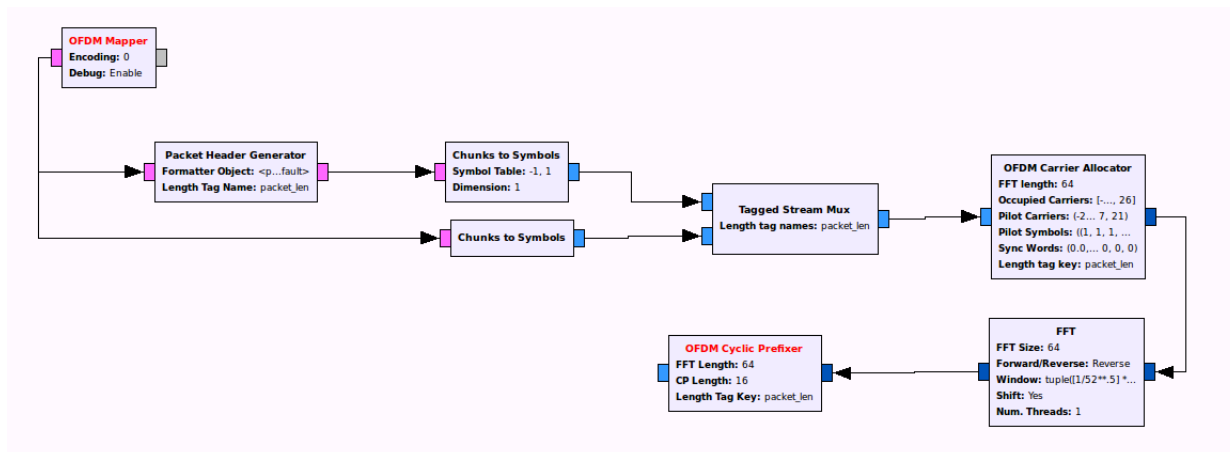 OFDM Mapper
Encoding: 0
Debug: Enable
Packet Header Generator
Formatter Object: <p...fault>
Length Tag Name: packet_len
Chunks to Symbols
Symbol Table: -1, 1
Dimension: 1
Chunks to Symbols
Tagged Stream Mux
Length tag names: packet_len
OFDM Carrier Allocator
FFT length: 64
Occupied Carriers: [-..., 26]
Pilot Carriers: (-2... 7, 21)
Pilot Symbols: ((1, 1, 1, ...
Sync Words: (0.0,... 0, 0, 0)
Length tag key: packet_len
FFT
FFT Size: 64
Forward/Reverse: Reverse
Window: tuple([1/52**.5] *...
Shift: Yes
Num. Threads: 1
OFDM Cyclic Prefixer
FFT Length: 64
CP Length: 16
Length Tag Key: packet_len